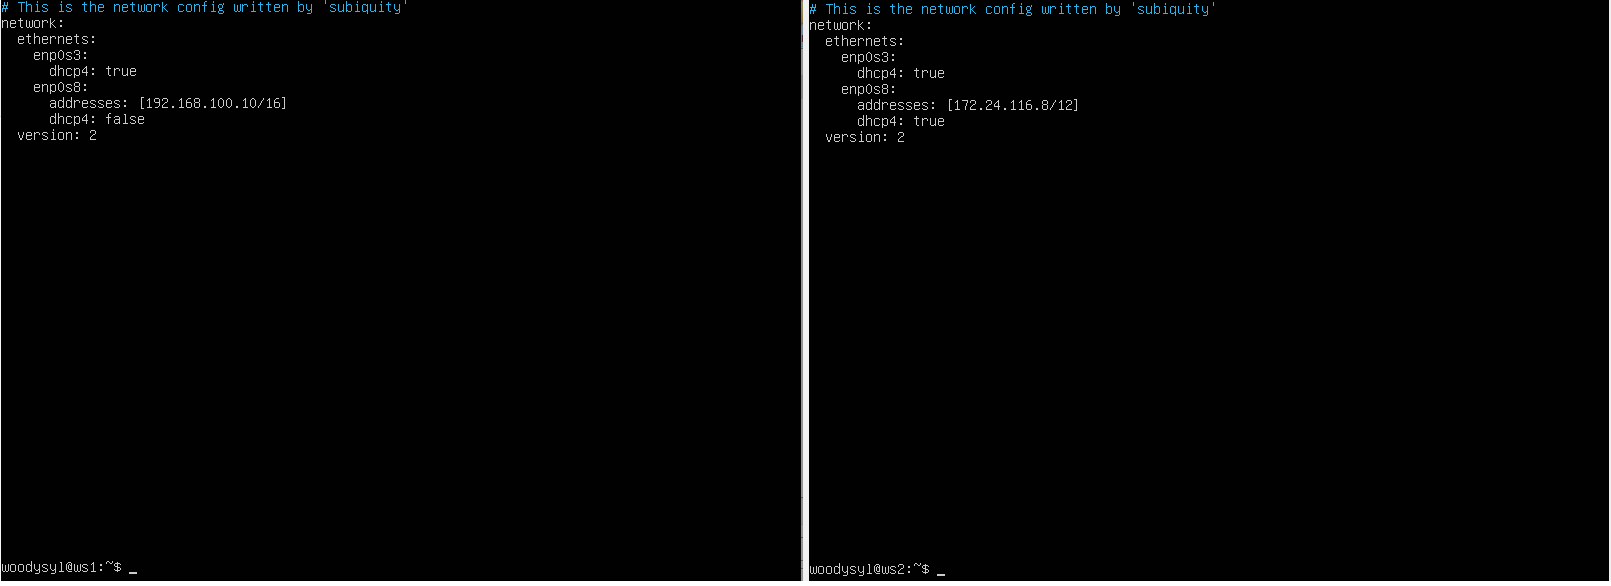 # This is the network config written by 'subiquity'
network:
  ethernets:
    enp0s3:
      dhcp4: true
    enp0s8:
      addresses: [192.168.100.10/16]
      dhcp4: false
  version: 2
woodysyl@ws1:~$ _
# This is the network config written by 'subiquity'
network:
  ethernets:
    enp0s3:
      dhcp4: true
    enp0s8:
      addresses: [172.24.116.8/12]
      dhcp4: true
  version: 2
woodysyl@ws2:~$ _